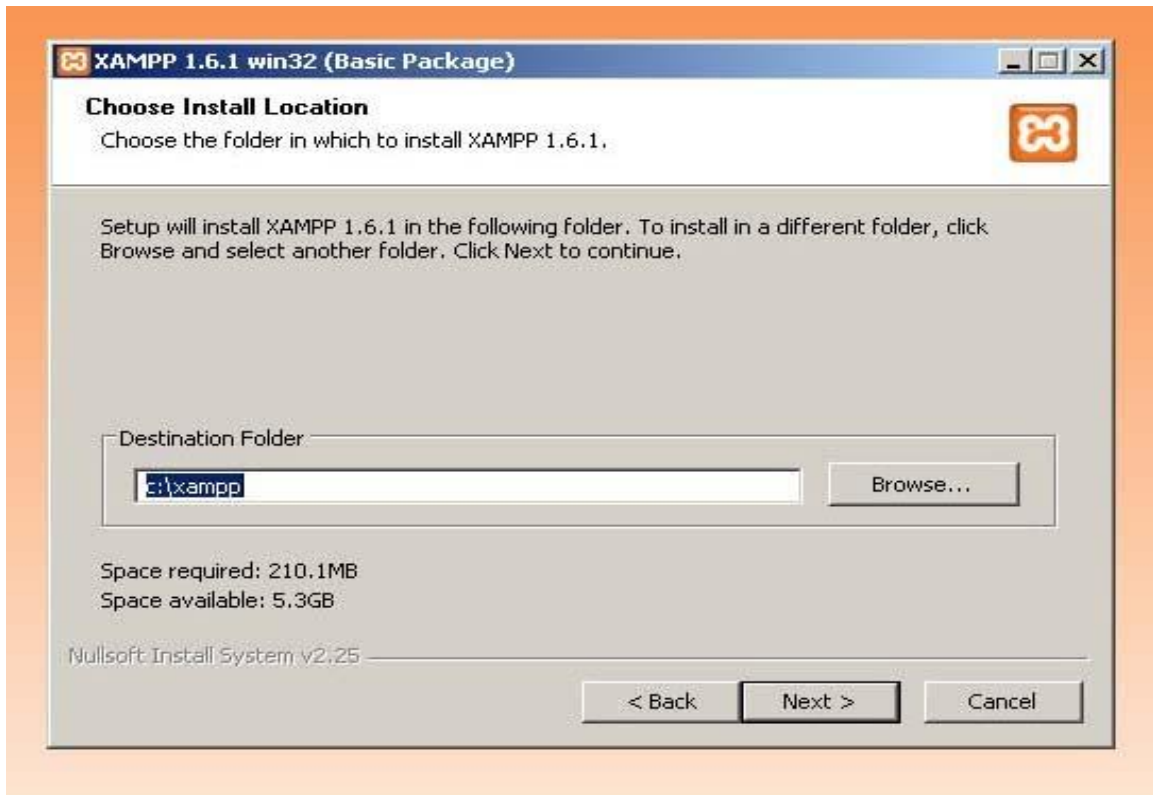 XAMPP 1.6.1 win32 (Basic Package)
Choose Install Location
Choose the folder in which to install XAMPP 1.6.1.
Setup will install XAMPP 1.6.1 in the following folder. To install in a different folder, click
Browse and select another folder. Click Next to continue.
Destination Folder
c:\xampp
Browse...
Space required: 210.1MB
Space available: 5.3GB
Nullsoft Install System v2.25
< Back
Next >
Cancel